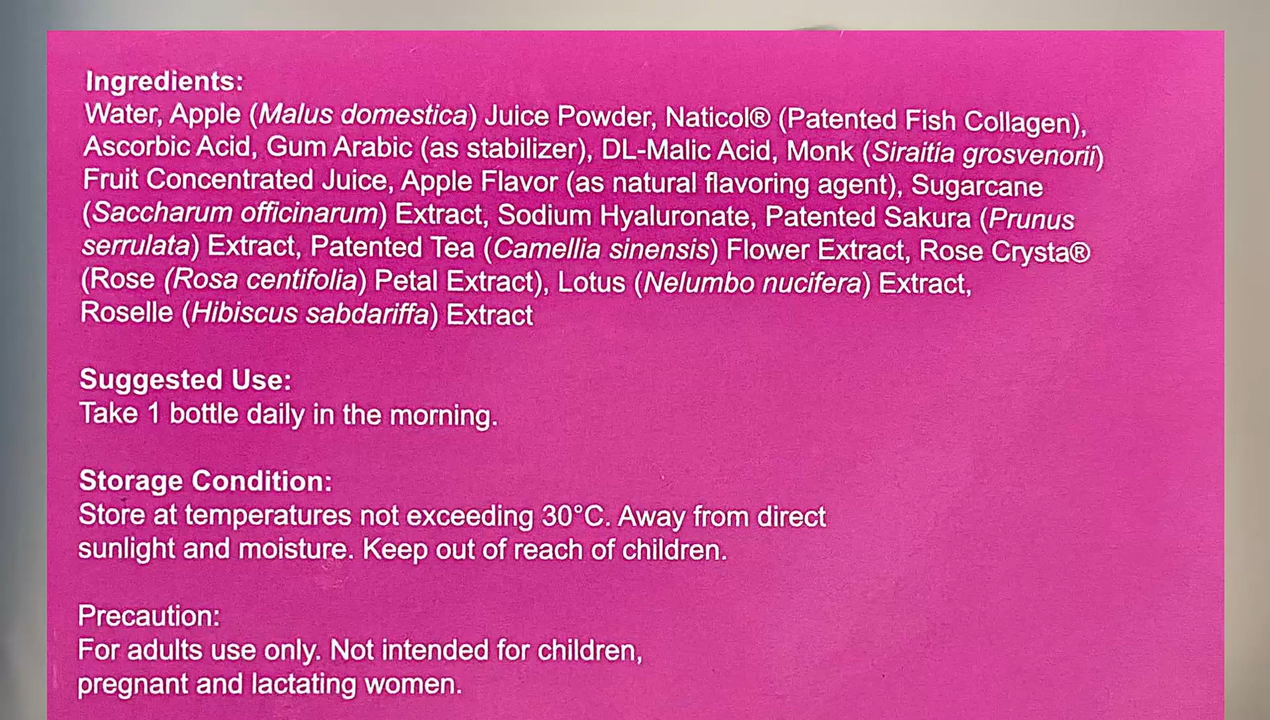 Ingredients:
Water, Apple (Malus domestica) Juice Powder, Naticol® (Patented Fish Collagen),
Ascorbic Acid, Gum Arabic (as stabilizer), DL-Malic Acid, Monk (Siraitia grosvenorii)
Fruit Concentrated Juice, Apple Flavor (as natural flavoring agent), Sugarcane
(Saccharum officinarum) Extract, Sodium Hyaluronate, Patented Sakura (Prunus
serrulata) Extract, Patented Tea (Camellia sinensis) Flower Extract, Rose Crysta®
(Rose (Rosa centifolia) Petal Extract), Lotus (Nelumbo nucifera) Extract,
Roselle (Hibiscus sabdariffa) Extract
Suggested Use:
Take 1 bottle daily in the morning.
Storage Condition:
Store at temperatures not exceeding 30°C. Away from direct
sunlight and moisture. Keep out of reach of children.
Precaution:
For adults use only. Not intended for children,
pregnant and lactating women.